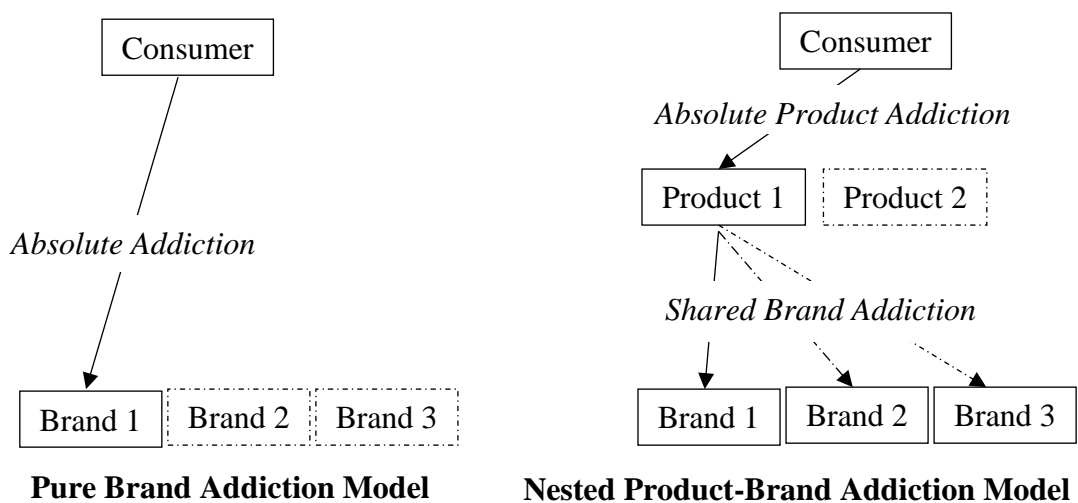 Consumer
Absolute Addiction
Brand 1
Brand 2
Brand 3
Pure Brand Addiction Model
Consumer
Absolute Product Addiction
Product 1
Product 2
Shared Brand Addiction
Brand 1
Brand 2
Brand 3
Nested Product-Brand Addiction Model